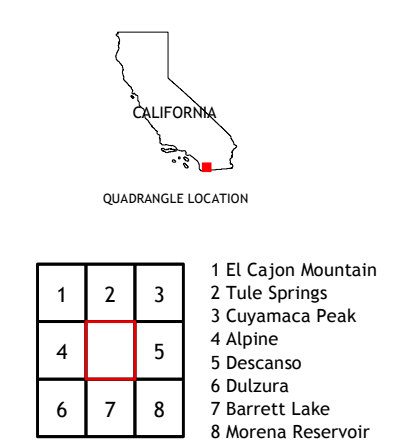 CALIFORNIA
QUADRANGLE LOCATION
1 2 3
4 5
6 7 8
1 El Cajon Mountain
2 Tule Springs
3 Cuyamaca Peak
4 Alpine
5 Descanso
6 Dulzura
7 Barrett Lake
8 Morena Reservoir